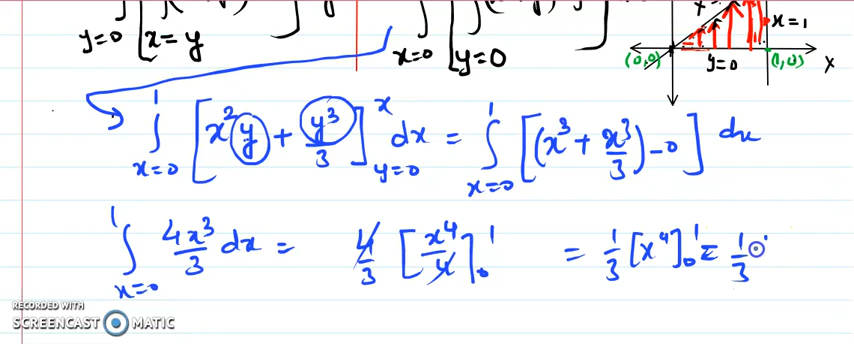 y=0 [x=y x=0 [y=0 x=1
(0,0) y=0 (1,0) x
∫_{x=0}^{1} [x²y + y³/3]_{y=0}^{x} dx = ∫_{x=0}^{1} [(x³ + x³/3) - 0] dx
∫_{x=0}^{1} 4x³/3 dx = 4/3 [x⁴/4]_0^1 = 1/3 [x⁴]_0^1 = 1/3
RECORDED WITH
SCREENCAST MATIC